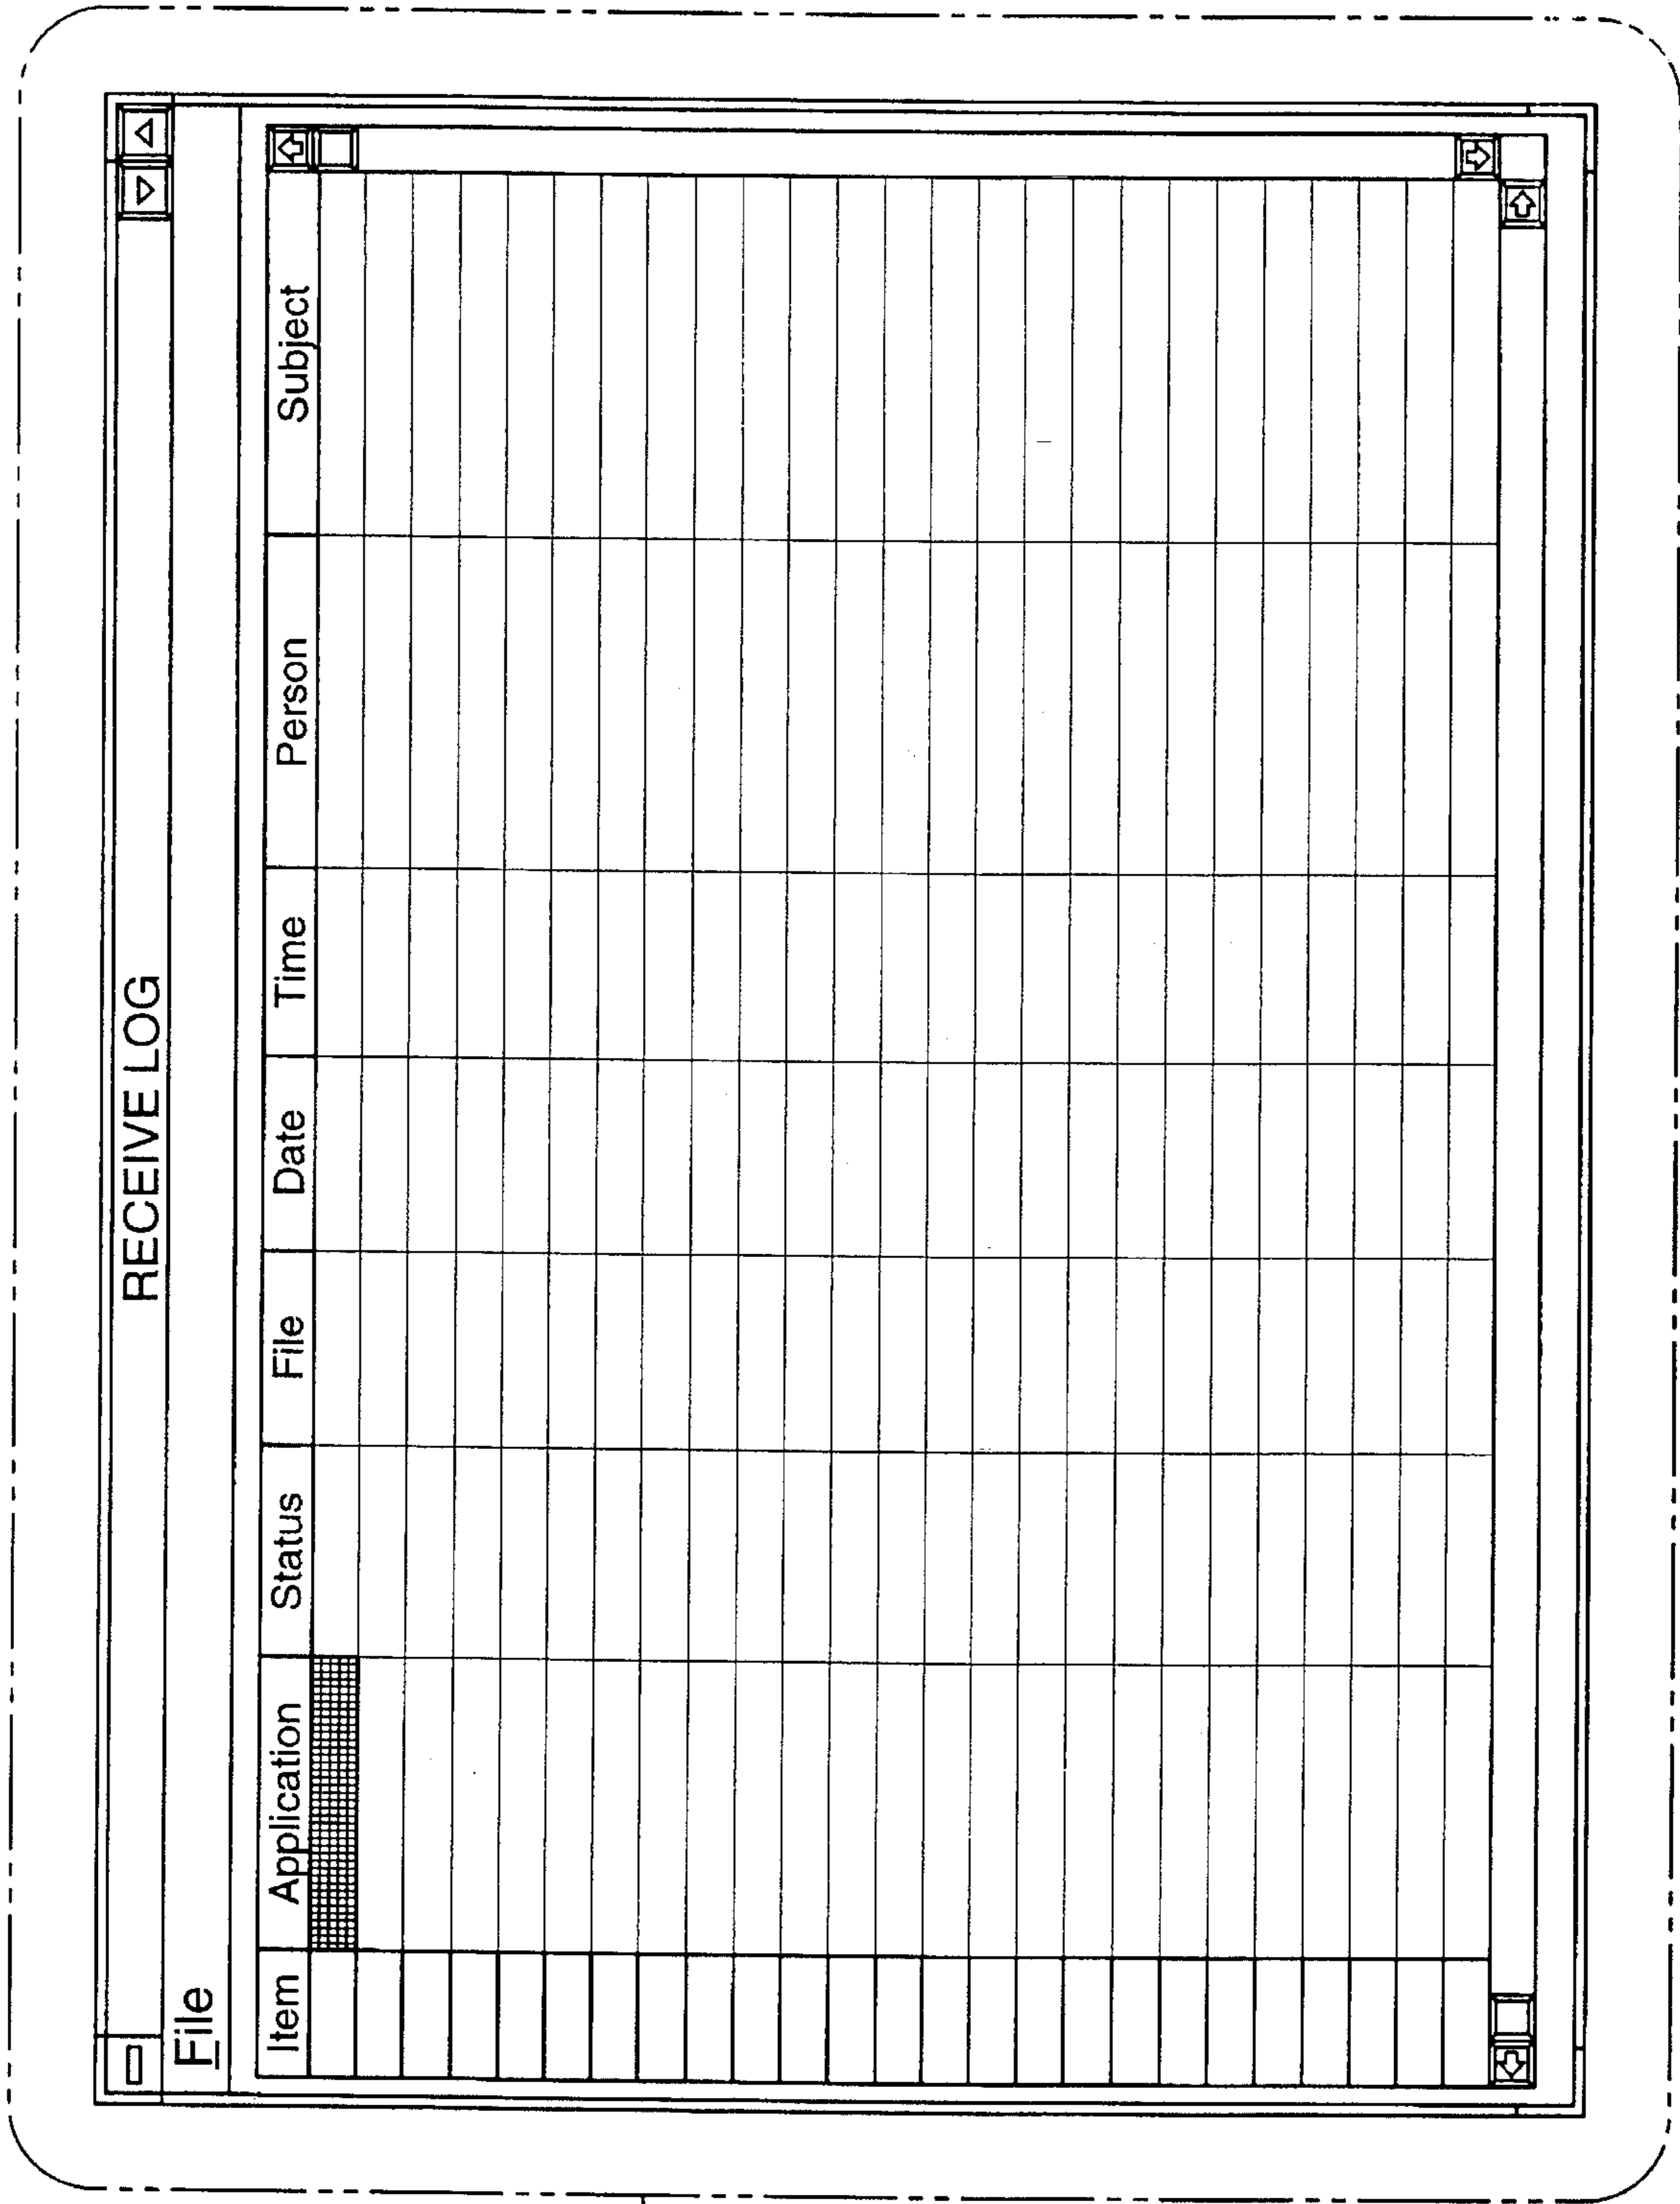 RECEIVE LOG
File
Item Application Status File Date Time Person Subject